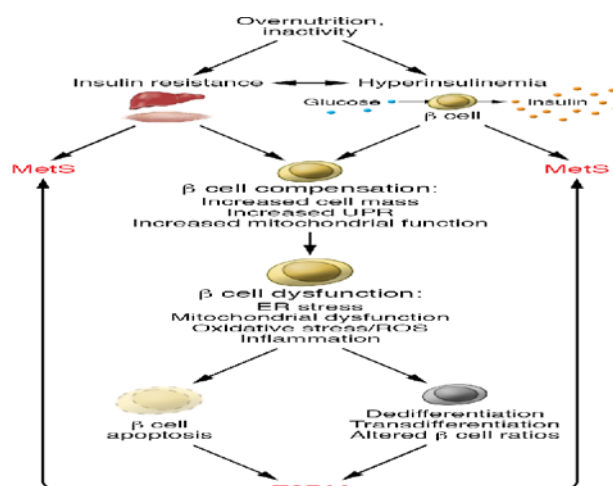 Overnutrition,
inactivity
Insulin resistance
Hyperinsulinemia
Glucose
Insulin
β cell
MetS
MetS
β cell compensation:
Increased cell mass
Increased UPR
Increased mitochondrial function
β cell dysfunction:
ER stress
Mitochondrial dysfunction
Oxidative stress/ROS
Inflammation
β cell
apoptosis
Dedifferentiation
Transdifferentiation
Altered β cell ratios